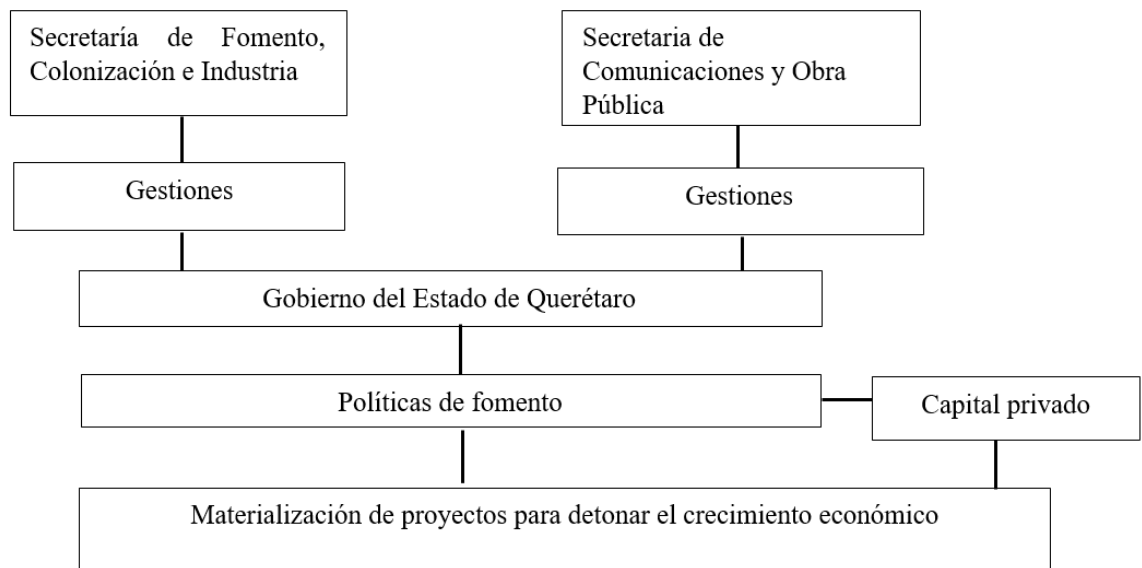 Secretaría de Fomento,
Colonización e Industria
Secretaria de
Comunicaciones y Obra
Pública
Gestiones
Gestiones
Gobierno del Estado de Querétaro
Políticas de fomento
Capital privado
Materialización de proyectos para detonar el crecimiento económico